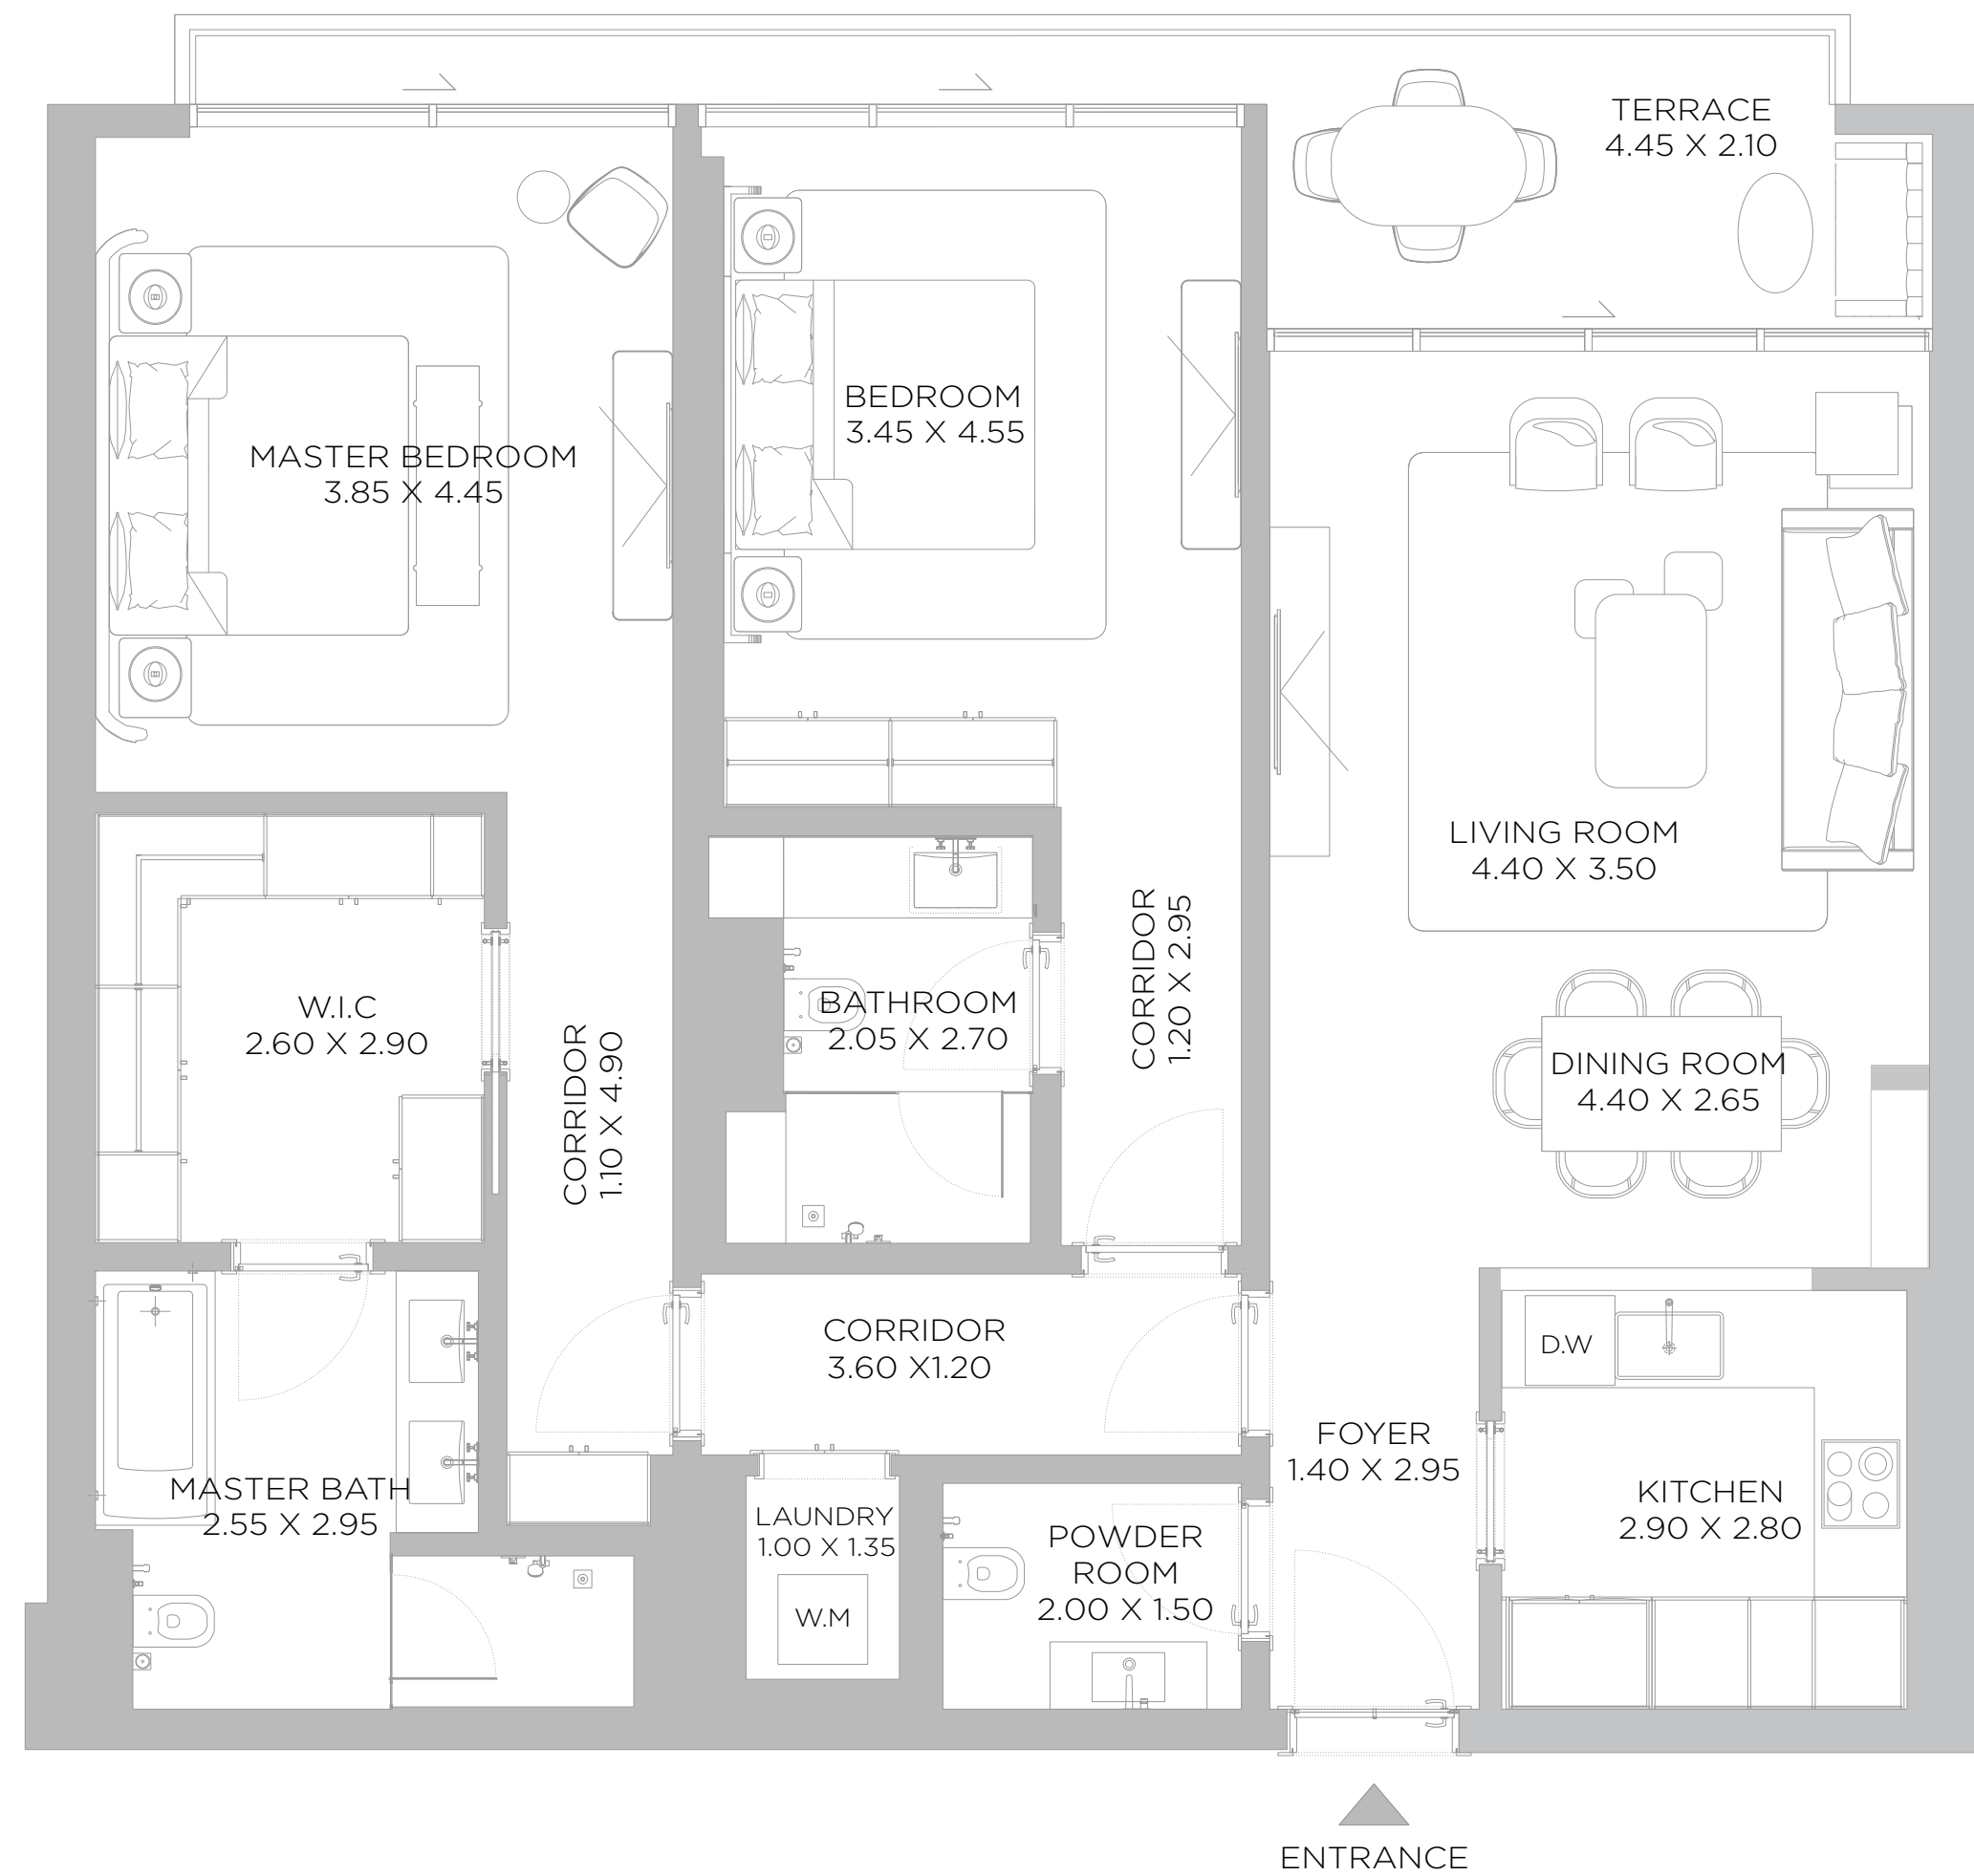 TERRACE
4.45 X 2.10
BEDROOM
3.45 X 4.55
MASTER BEDROOM
3.85 X 4.45
LIVING ROOM
4.40 X 3.50
CORRIDOR
1.20 X 2.95
W.I.C
2.60 X 2.90
BATHROOM
2.05 X 2.70
CORRIDOR
1.10 X 4.90
DINING ROOM
4.40 X 2.65
CORRIDOR
3.60 X1.20
D.W
FOYER
1.40 X 2.95
MASTER BATH
2.55 X 2.95
LAUNDRY
1.00 X 1.35
W.M
POWDER
ROOM
2.00 X 1.50
KITCHEN
2.90 X 2.80
ENTRANCE